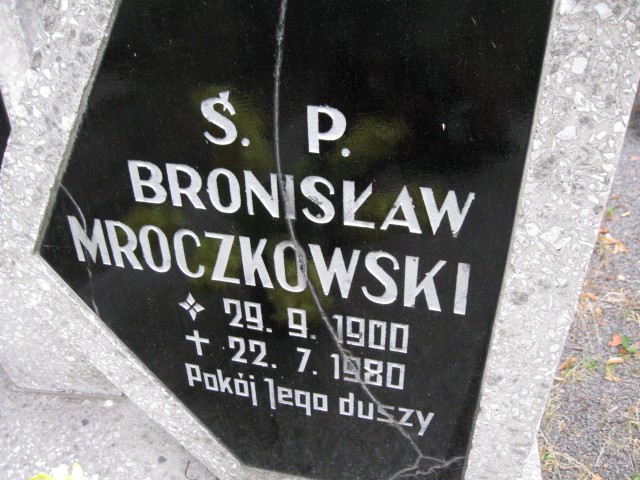 Ś. P.
BRONISŁAW
MROCZKOWSKI
29. 9. 1900
22. 7. 1980
Pokój Jego duszy